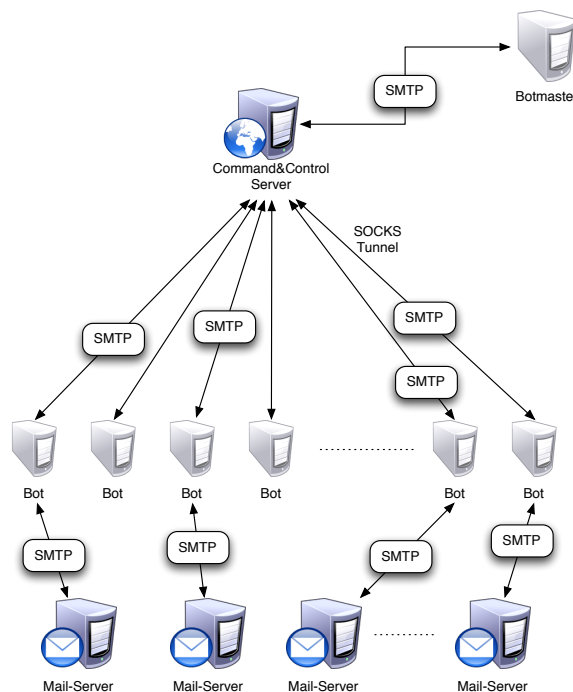 SMTP
Botmaste
Command&Control
Server
SOCKS
Tunnel
SMTP
SMTP
SMTP
SMTP
Bot
Bot
Bot
Bot
Bot
Bot
SMTP
SMTP
SMTP
SMTP
Mail-Server
Mail-Server
Mail-Server
Mail-Server